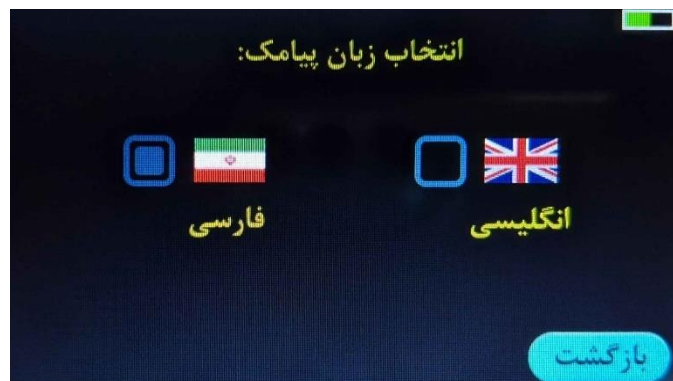 انتخاب زبان پیامک:
انگلیسی
فارسی
بازگشت